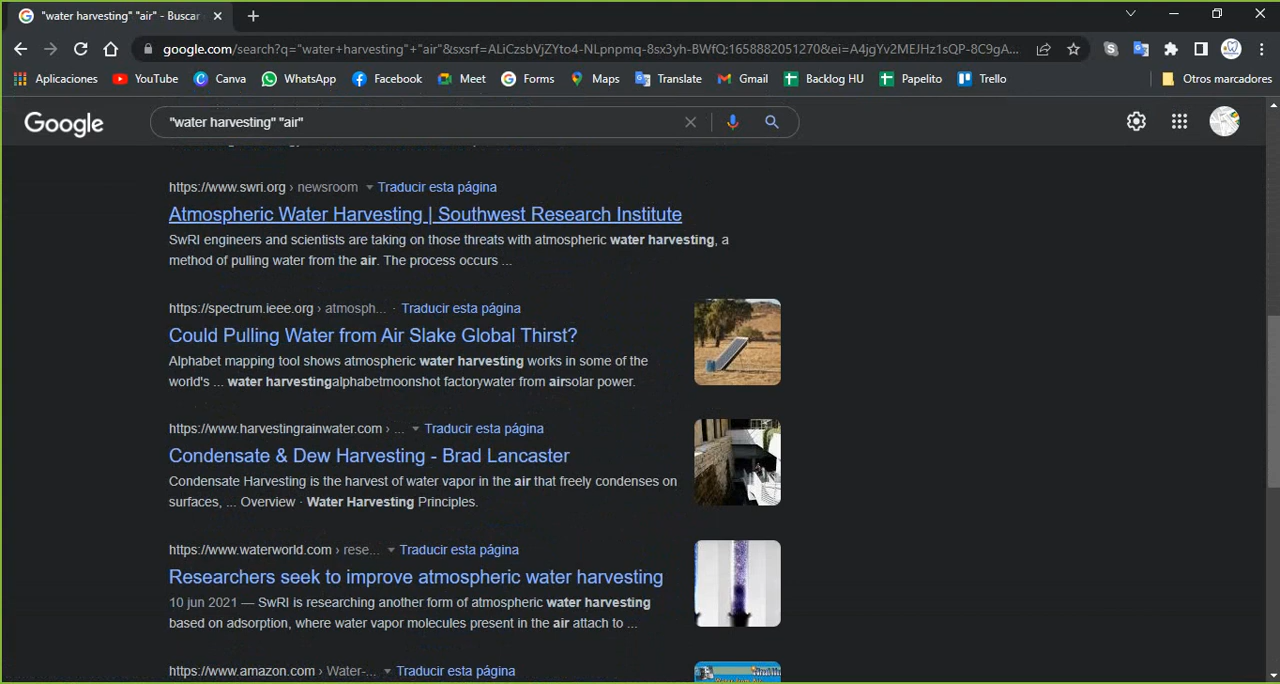 "water harvesting" "air" - Buscar
google.com/search?q="water+harvesting"+"air"&sxsrf=ALiCzsbVjZYto4-NLpnpmq-8sx3yh-BWfQ:1658882051270&ei=A4jgYv2MEJHz1sQP-8C9gA...
Aplicaciones YouTube Canva WhatsApp Facebook Meet Forms Maps Translate Gmail Backlog HU Papelito Trello Otros marcadores
Google "water harvesting" "air"
https://www.swri.org › newsroom Traducir esta página
Atmospheric Water Harvesting | Southwest Research Institute
SwRI engineers and scientists are taking on those threats with atmospheric water harvesting, a
method of pulling water from the air. The process occurs ...
https://spectrum.ieee.org › atmosph... · Traducir esta página
Could Pulling Water from Air Slake Global Thirst?
Alphabet mapping tool shows atmospheric water harvesting works in some of the
world's ... water harvestingalphabetmoonshot factorywater from airsolar power.
https://www.harvestingrainwater.com › ... Traducir esta página
Condensate & Dew Harvesting - Brad Lancaster
Condensate Harvesting is the harvest of water vapor in the air that freely condenses on
surfaces, ... Overview · Water Harvesting Principles.
https://www.waterworld.com › rese... Traducir esta página
Researchers seek to improve atmospheric water harvesting
10 jun 2021 — SwRI is researching another form of atmospheric water harvesting
based on adsorption, where water vapor molecules present in the air attach to ...
https://www.amazon.com › Water-... Traducir esta página